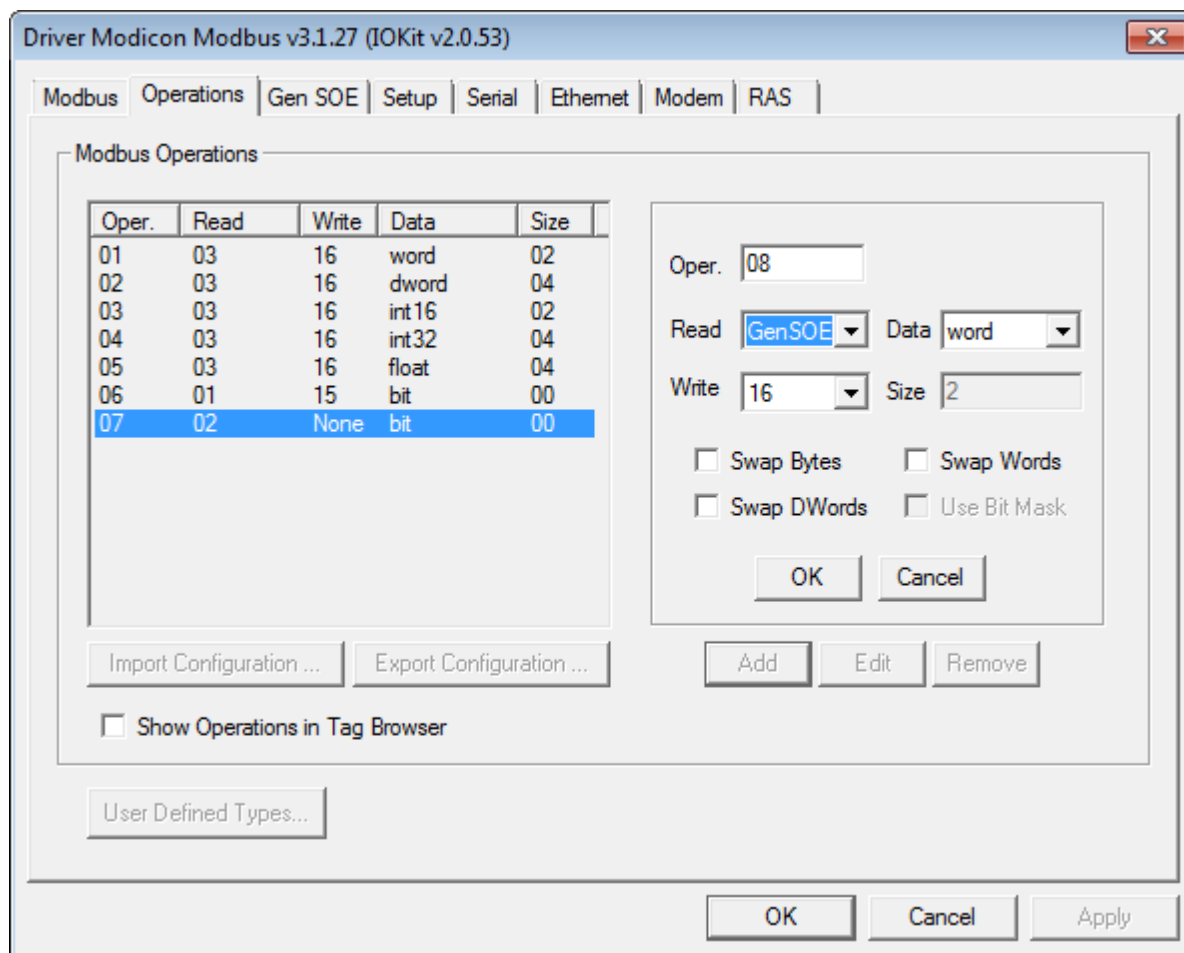 Driver Modicon Modbus v3.1.27 (IOKit v2.0.53)
Modbus Operations Gen SOE Setup Serial Ethernet Modem RAS
Modbus Operations
Oper. Read Write Data Size
01 03 16 word 02
02 03 16 dword 04
03 03 16 int16 02
04 03 16 int32 04
05 03 16 float 04
06 01 15 bit 00
07 02 None bit 00
Oper. 08
Read GenSOE Data word
Write 16 Size 2
Swap Bytes Swap Words
Swap DWords Use Bit Mask
OK Cancel
Import Configuration ... Export Configuration ... Add Edit Remove
Show Operations in Tag Browser
User Defined Types...
OK Cancel Apply